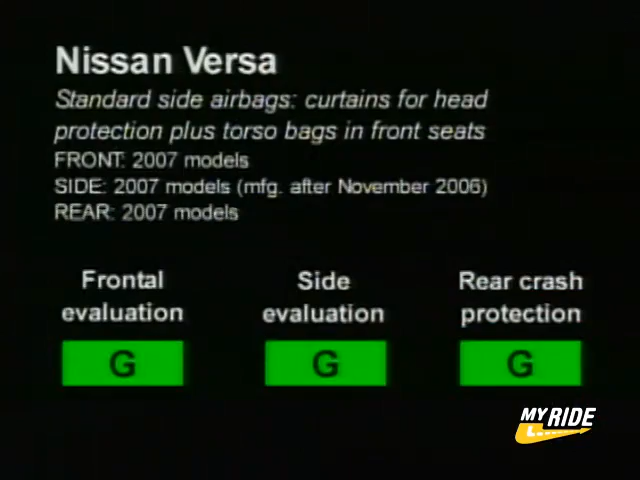 Nissan Versa
Standard side airbags: curtains for head
protection plus torso bags in front seats
FRONT: 2007 models
SIDE: 2007 models (mfg. after November 2006)
REAR: 2007 models
Frontal
evaluation
G
Side
evaluation
G
Rear crash
protection
G
MY RIDE